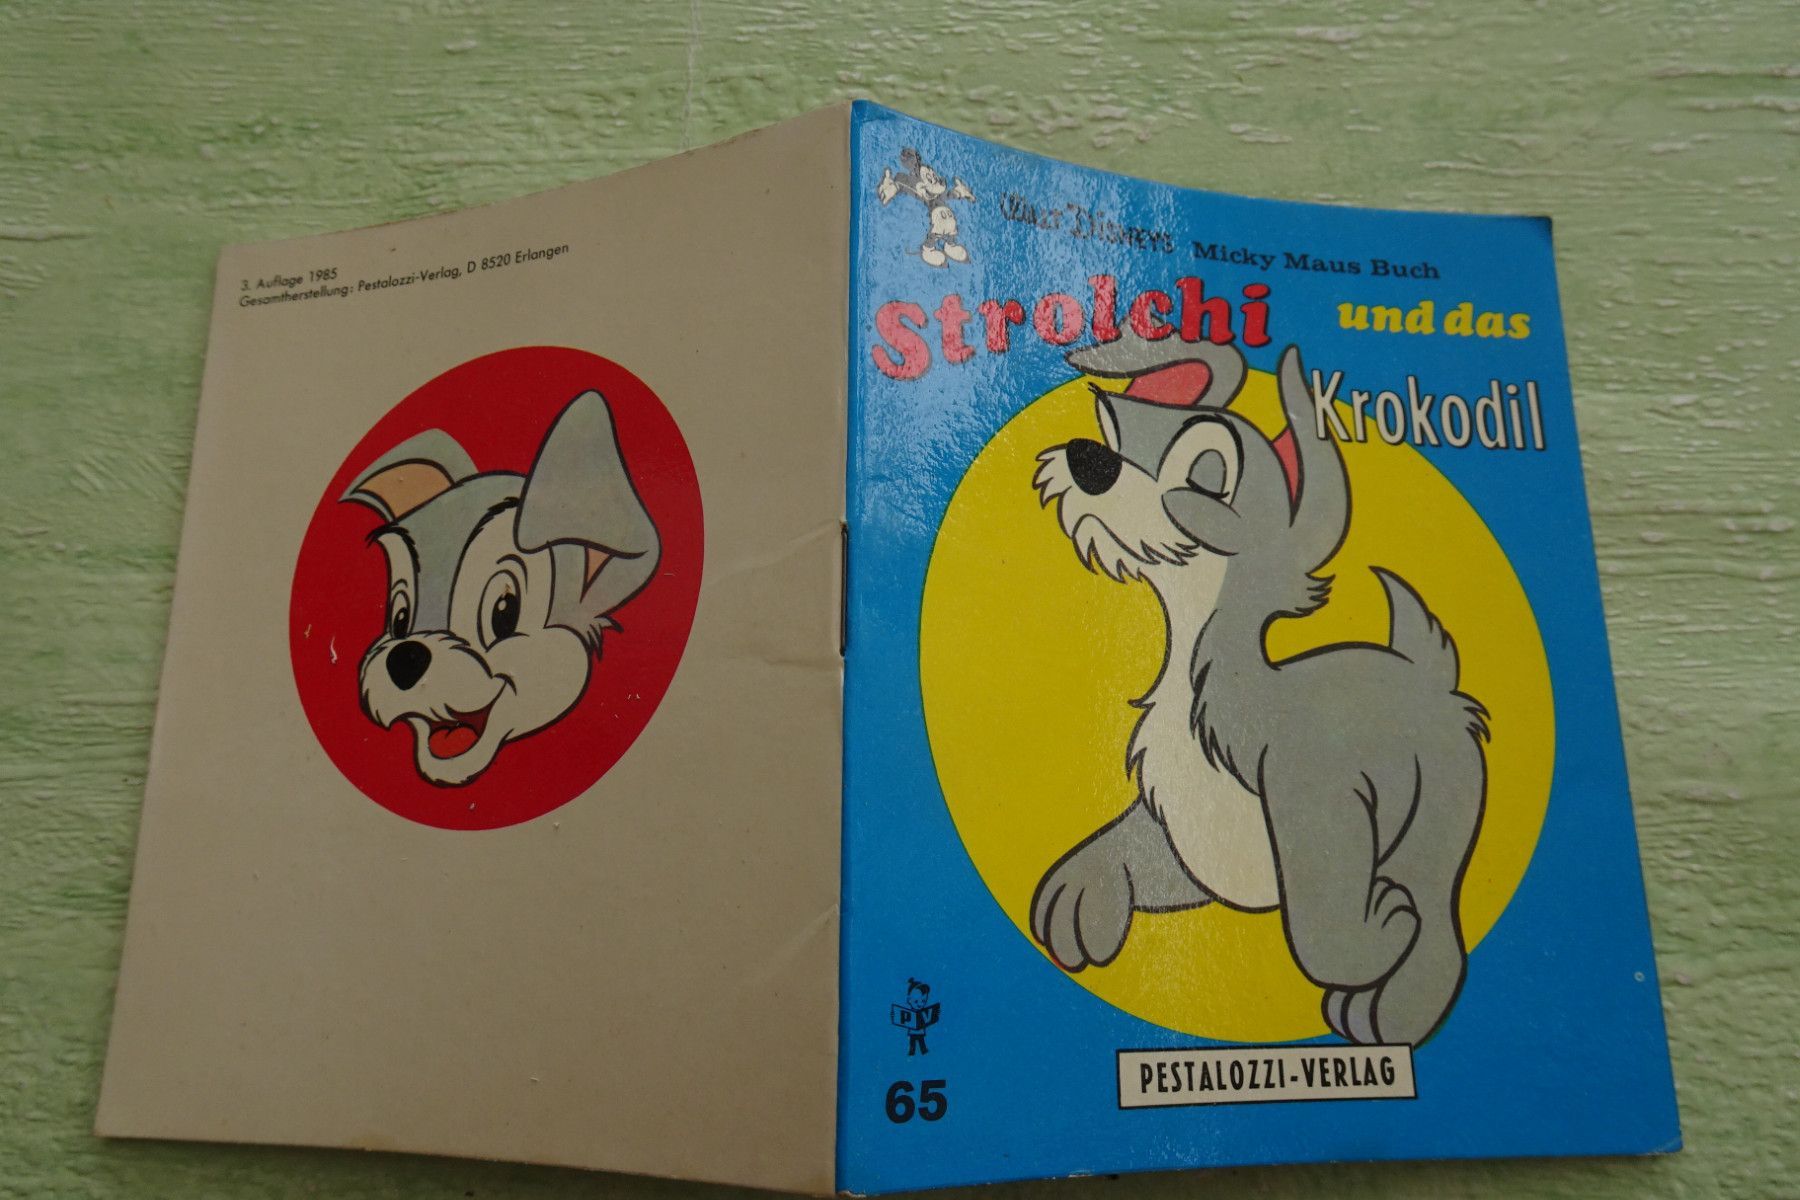 3. Auflage 1985
Gesamtherstellung: Pestalozzi-Verlag, D 8520 Erlangen
Walt Disney's Micky Maus Buch
Strolchi und das
Krokodil
PV
65
PESTALOZZI-VERLAG